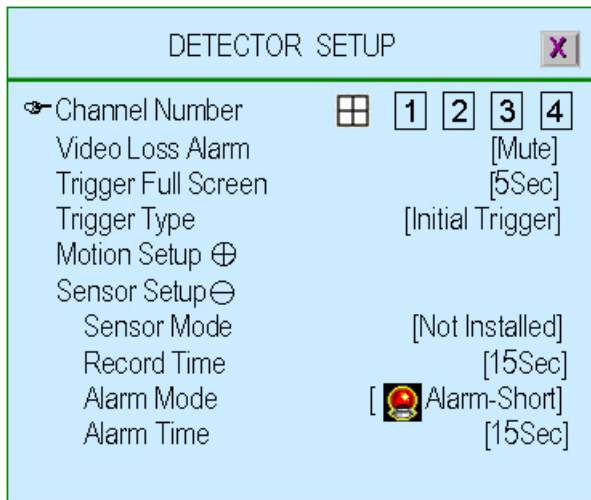 DETECTOR SETUP X
Channel Number 1 2 3 4
Video Loss Alarm [Mute]
Trigger Full Screen [5Sec]
Trigger Type [Initial Trigger]
Motion Setup ⊕
Sensor Setup ⊖
Sensor Mode [Not Installed]
Record Time [15Sec]
Alarm Mode [ Alarm-Short]
Alarm Time [15Sec]